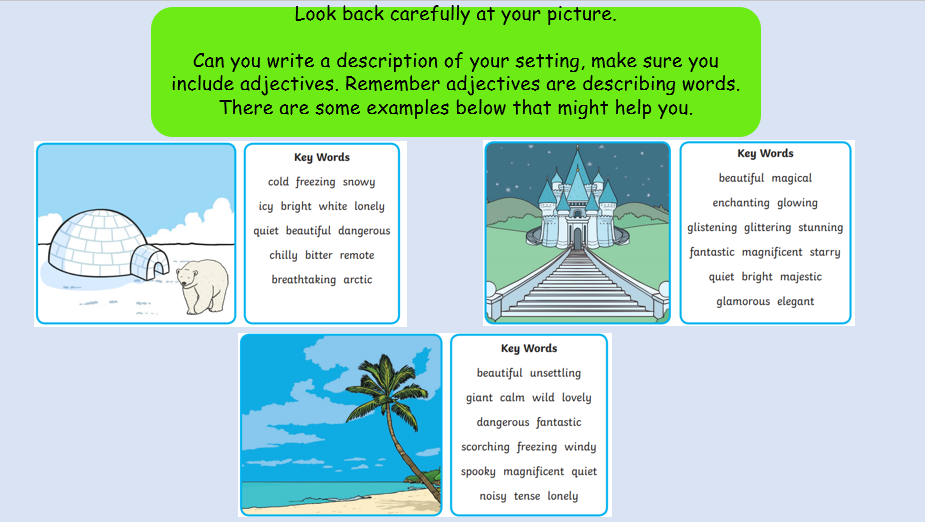 Look back carefully at your picture.
Can you write a description of your setting, make sure you
include adjectives. Remember adjectives are describing words.
There are some examples below that might help you.
Key Words
cold freezing snowy
icy bright white lonely
quiet beautiful dangerous
chilly bitter remote
breathtaking arctic
Key Words
beautiful magical
enchanting glowing
glistening glittering stunning
fantastic magnificent starry
quiet bright majestic
glamorous elegant
Key Words
beautiful unsettling
giant calm wild lovely
dangerous fantastic
scorching freezing windy
spooky magnificent quiet
noisy tense lonely